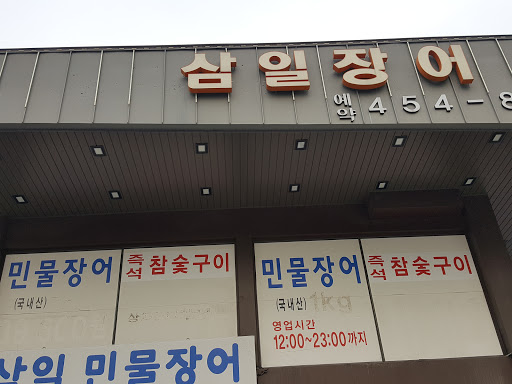 삼일장어
예약 454-8
민물장어
(국내산)
즉석 참숯구이
민물장어
(국내산) 1kg
영업시간
12:00~23:00까지
즉석 참숯구이
삼일 민물장어